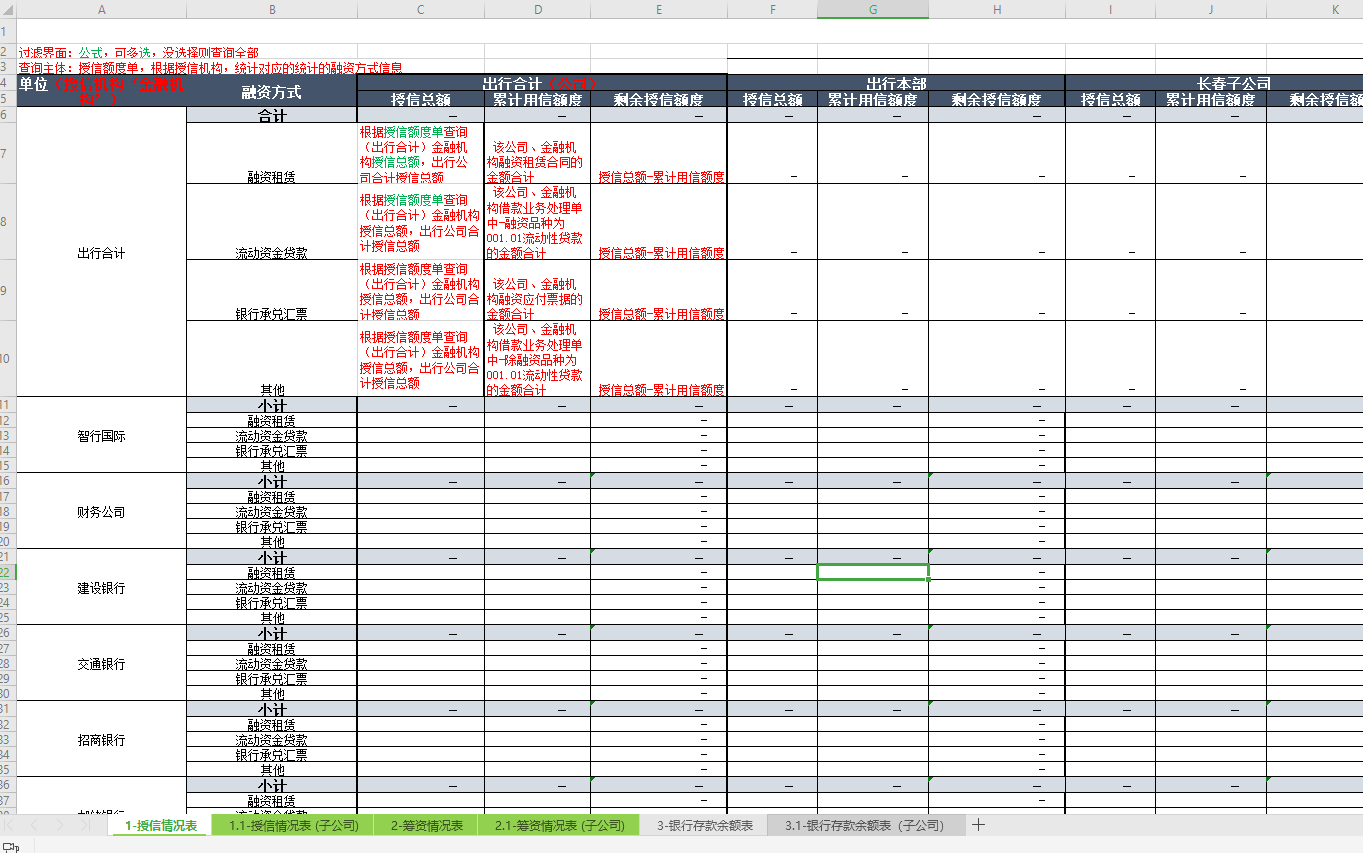 A B C D E F G H I J K
1
2 过滤界面：公式，可多选，没选择则查询全部
3 查询主体：授信额度单，根据授信机构，统计对应的统计的融资方式信息
4 单位（授信机构“金融机构”） 融资方式 出行合计（公司） 出行本部 长春子公司
5 授信总额 累计用信额度 剩余授信额度 授信总额 累计用信额度 剩余授信额度 授信总额 累计用信额度 剩余授信额
6 合计 – – – – – – – –
7 融资租赁 根据授信额度单查询（出行合计）金融机构授信总额，出行公司合计授信总额 该公司、金融机构融资租赁合同的金额合计 授信总额-累计用信额度 – – – – –
8 出行合计 流动资金贷款 根据授信额度单查询（出行合计）金融机构授信总额，出行公司合计授信总额 该公司、金融机构借款业务处理单中-融资品种为001.01流动性贷款的金额合计 授信总额-累计用信额度 – – – – –
9 银行承兑汇票 根据授信额度单查询（出行合计）金融机构授信总额，出行公司合计授信总额 该公司、金融机构融资应付票据的金额合计 授信总额-累计用信额度 – – – – –
10 其他 根据授信额度单查询（出行合计）金融机构授信总额，出行公司合计授信总额 该公司、金融机构借款业务处理单中-除融资品种为001.01流动性贷款的金额合计 授信总额-累计用信额度 – – – – –
11 小计 – – – – – – – –
12 融资租赁 – –
13 智行国际 流动资金贷款 – –
14 银行承兑汇票 – –
15 其他 – –
16 小计 – – – – – –
17 融资租赁 – –
18 财务公司 流动资金贷款 – –
19 银行承兑汇票 – –
20 其他 – –
21 小计 – – – – – –
22 融资租赁 – –
23 建设银行 流动资金贷款 – –
24 银行承兑汇票 – –
25 其他 – –
26 小计 – – – – – –
27 融资租赁 – –
28 交通银行 流动资金贷款 – –
29 银行承兑汇票 – –
30 其他 – –
31 小计 – – – – – –
32 融资租赁 – –
33 招商银行 流动资金贷款 – –
34 银行承兑汇票 – –
35 其他 – –
36 小计 – – – – – –
37 融资租赁 – –
1-授信情况表 1.1-授信情况表 (子公司) 2-筹资情况表 2.1-筹资情况表 (子公司) 3-银行存款余额表 3.1-银行存款余额表（子公司） +